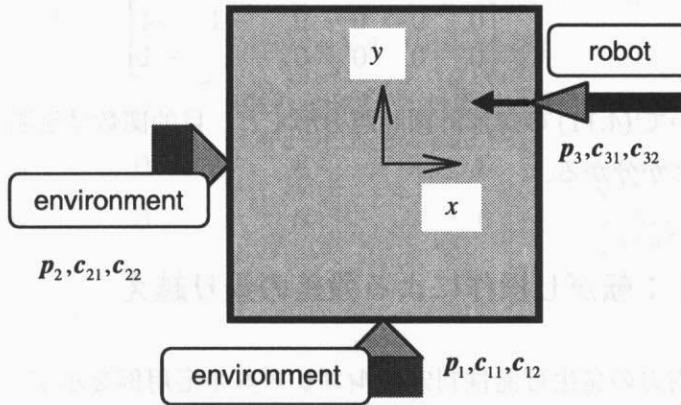 robot
y
x
p3,c31,c32
environment
p2,c21,c22
environment
p1,c11,c12